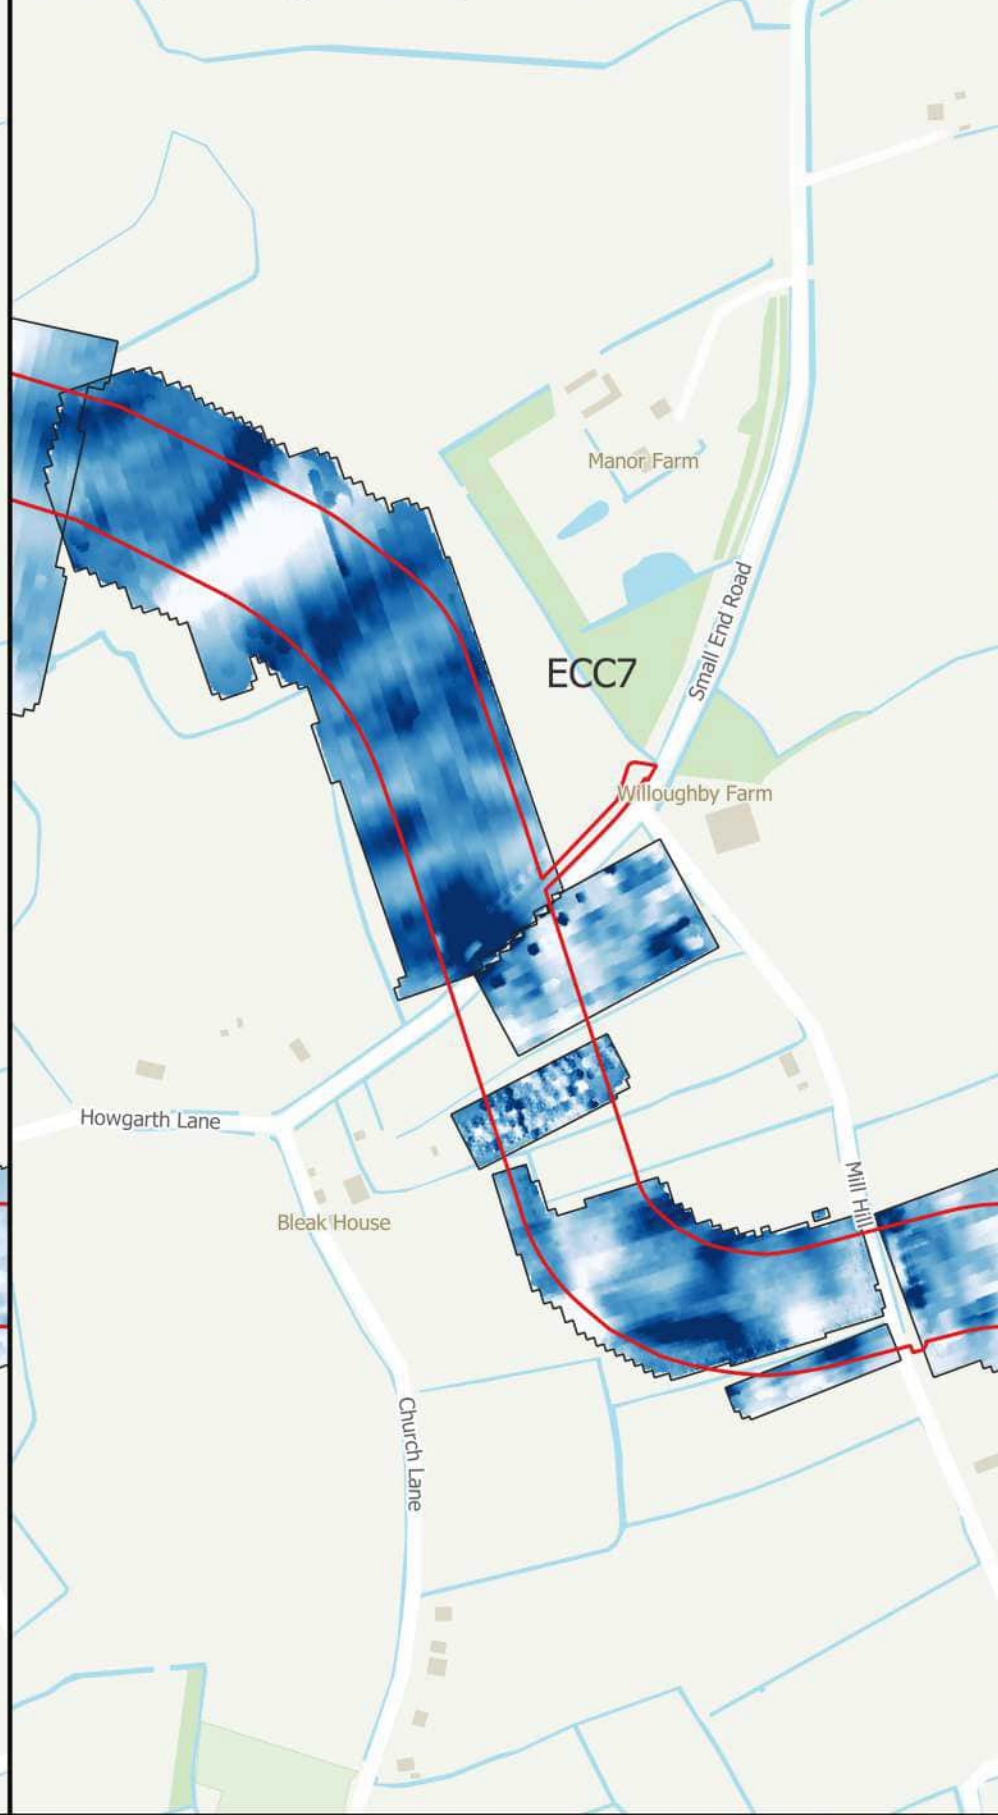 Manor Farm
Small End Road
ECC7
Willoughby Farm
Howgarth Lane
Mill Hill
Bleak House
Church Lane